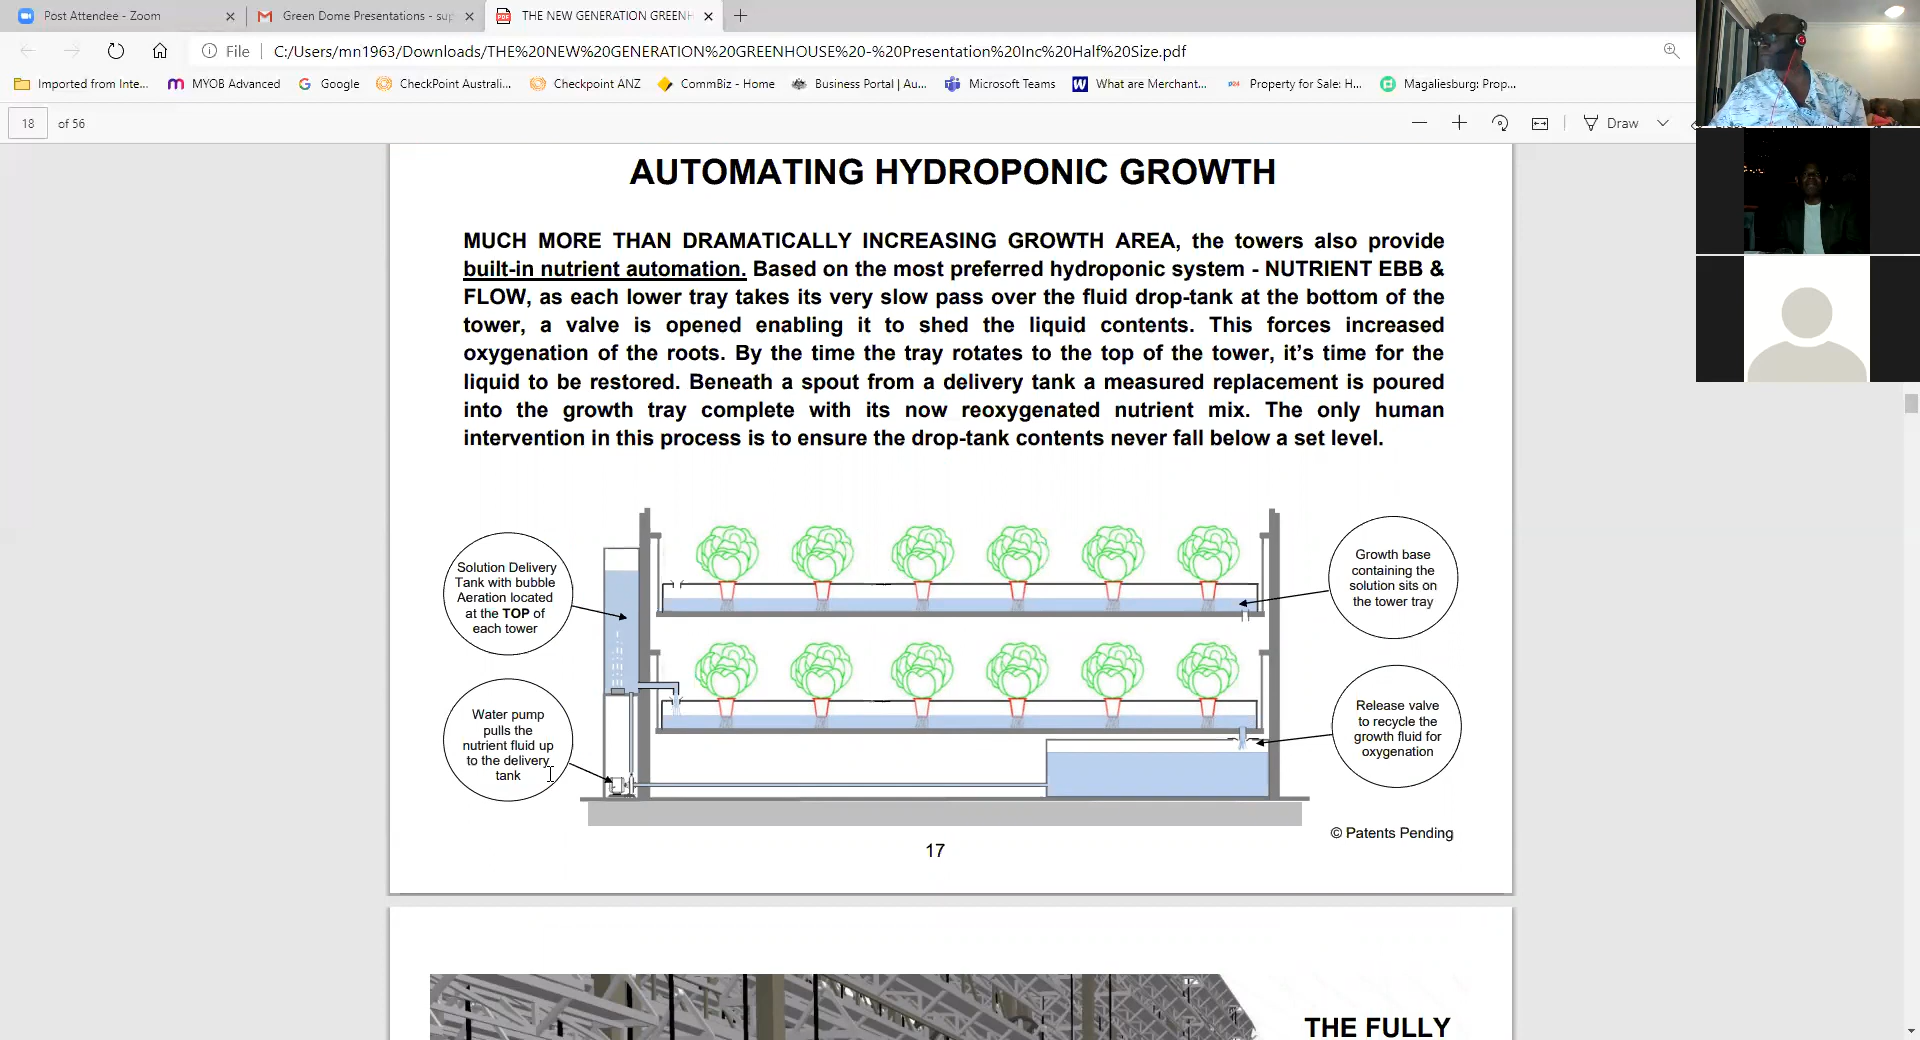 Post Attendee - Zoom
Green Dome Presentations - sup
THE NEW GENERATION GREENH
File
C:/Users/mn1963/Downloads/THE%20NEW%20GENERATION%20GREENHOUSE%20-%20Presentation%20Inc%20Half%20Size.pdf
Imported from Inte...
MYOB Advanced
Google
CheckPoint Australi...
Checkpoint ANZ
CommBiz - Home
Business Portal | Au...
Microsoft Teams
What are Merchant...
Property for Sale: H...
Magaliesburg: Prop...
18 of 56
Draw
AUTOMATING HYDROPONIC GROWTH
MUCH MORE THAN DRAMATICALLY INCREASING GROWTH AREA, the towers also provide
built-in nutrient automation. Based on the most preferred hydroponic system - NUTRIENT EBB &
FLOW, as each lower tray takes its very slow pass over the fluid drop-tank at the bottom of the
tower, a valve is opened enabling it to shed the liquid contents. This forces increased
oxygenation of the roots. By the time the tray rotates to the top of the tower, it's time for the
liquid to be restored. Beneath a spout from a delivery tank a measured replacement is poured
into the growth tray complete with its now reoxygenated nutrient mix. The only human
intervention in this process is to ensure the drop-tank contents never fall below a set level.
Solution Delivery
Tank with bubble
Aeration located
at the TOP of
each tower
Growth base
containing the
solution sits on
the tower tray
Water pump
pulls the
nutrient fluid up
to the delivery
tank
Release valve
to recycle the
growth fluid for
oxygenation
© Patents Pending
17
THE FULLY